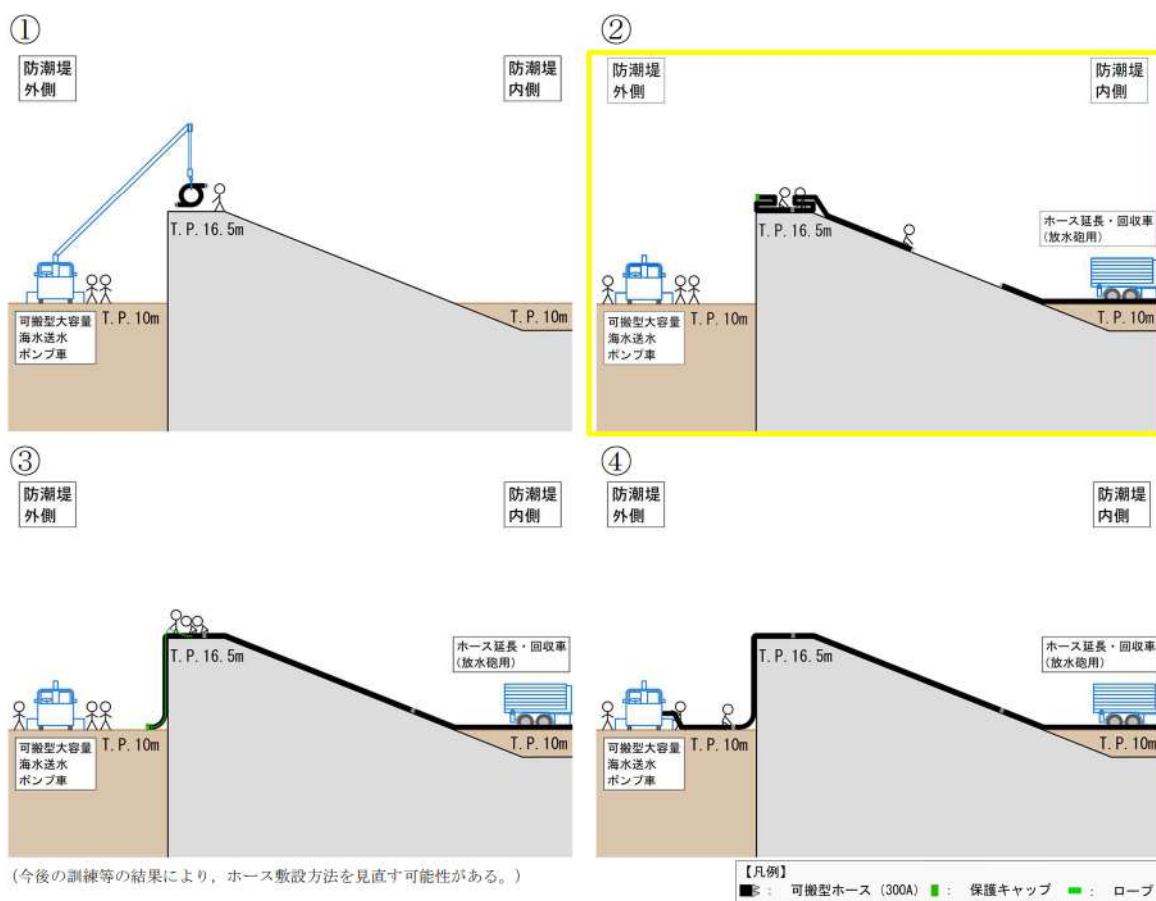 ①
防潮堤
外側
防潮堤
内側
T.P.16.5m
可搬型大容量
海水送水
ポンプ車
T.P.10m
T.P.10m
②
防潮堤
外側
防潮堤
内側
T.P.16.5m
ホース延長・回収車
(放水砲用)
可搬型大容量
海水送水
ポンプ車
T.P.10m
T.P.10m
③
防潮堤
外側
防潮堤
内側
T.P.16.5m
ホース延長・回収車
(放水砲用)
可搬型大容量
海水送水
ポンプ車
T.P.10m
T.P.10m
④
防潮堤
外側
防潮堤
内側
T.P.16.5m
ホース延長・回収車
(放水砲用)
可搬型大容量
海水送水
ポンプ車
T.P.10m
T.P.10m
(今後の訓練等の結果により，ホース敷設方法を見直す可能性がある。)
【凡例】
： 可搬型ホース (300A) ： 保護キャップ ： ロープ